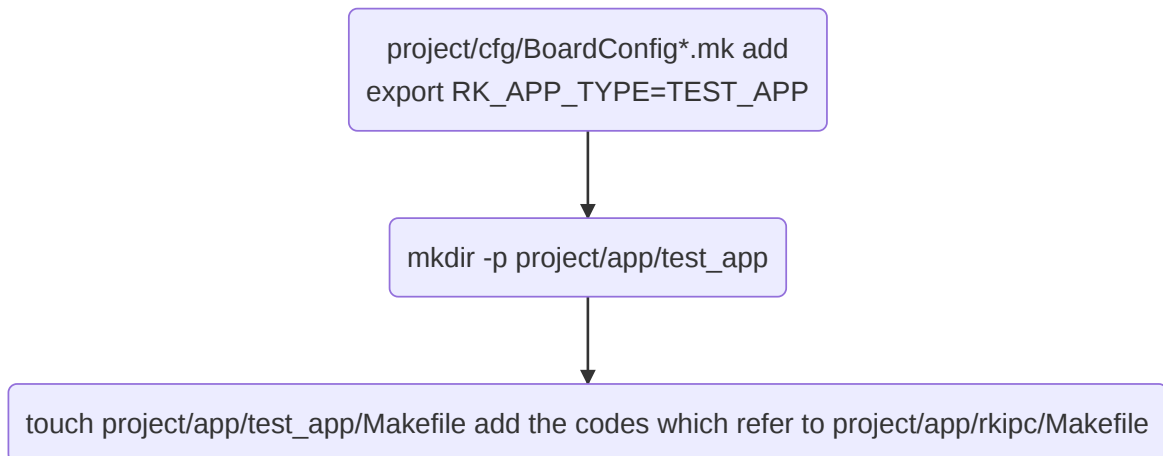 project/cfg/BoardConfig*.mk add
export RK_APP_TYPE=TEST_APP
mkdir -p project/app/test_app
touch project/app/test_app/Makefile add the codes which refer to project/app/rkipc/Makefile